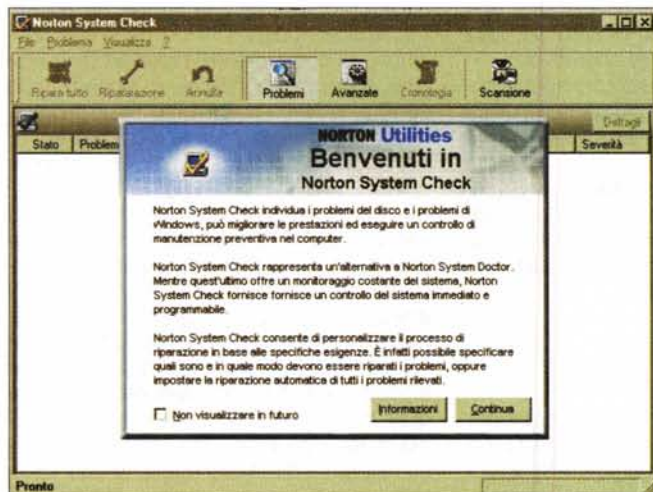 Norton System Check
File Problema Visualizza ?
Ripara tutto Riparazione Annulla Problemi Avanzate Cronologia Scansione
Dettagli
Stato Problem Severità
NORTON Utilities
Benvenuti in
Norton System Check
Norton System Check individua i problemi del disco e i problemi di
Windows, può migliorare le prestazioni ed eseguire un controllo di
manutenzione preventiva nel computer.
Norton System Check rappresenta un'alternativa a Norton System Doctor.
Mentre quest'ultimo offre un monitoraggio costante del sistema, Norton
System Check fornisce fornisce un controllo del sistema immediato e
programmabile.
Norton System Check consente di personalizzare il processo di
riparazione in base alle specifiche esigenze. È infatti possibile specificare
quali sono e in quale modo devono essere riparati i problemi, oppure
impostare la riparazione automatica di tutti i problemi rilevati.
Non visualizzare in futuro
Informazioni Continua
Pronto